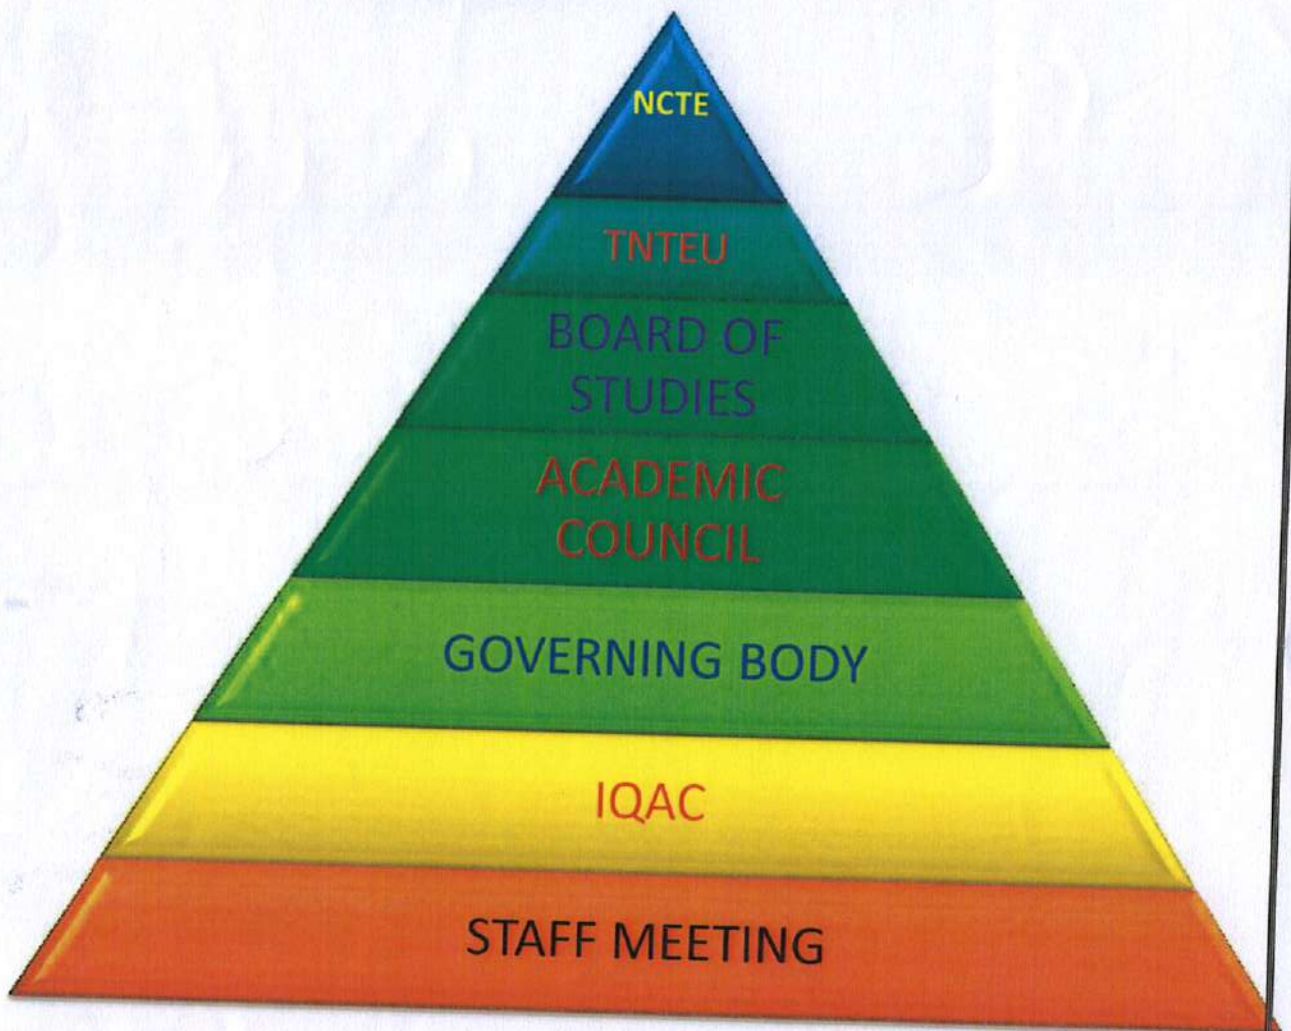 NCTE
TNTEU
BOARD OF
STUDIES
ACADEMIC
COUNCIL
GOVERNING BODY
IQAC
STAFF MEETING